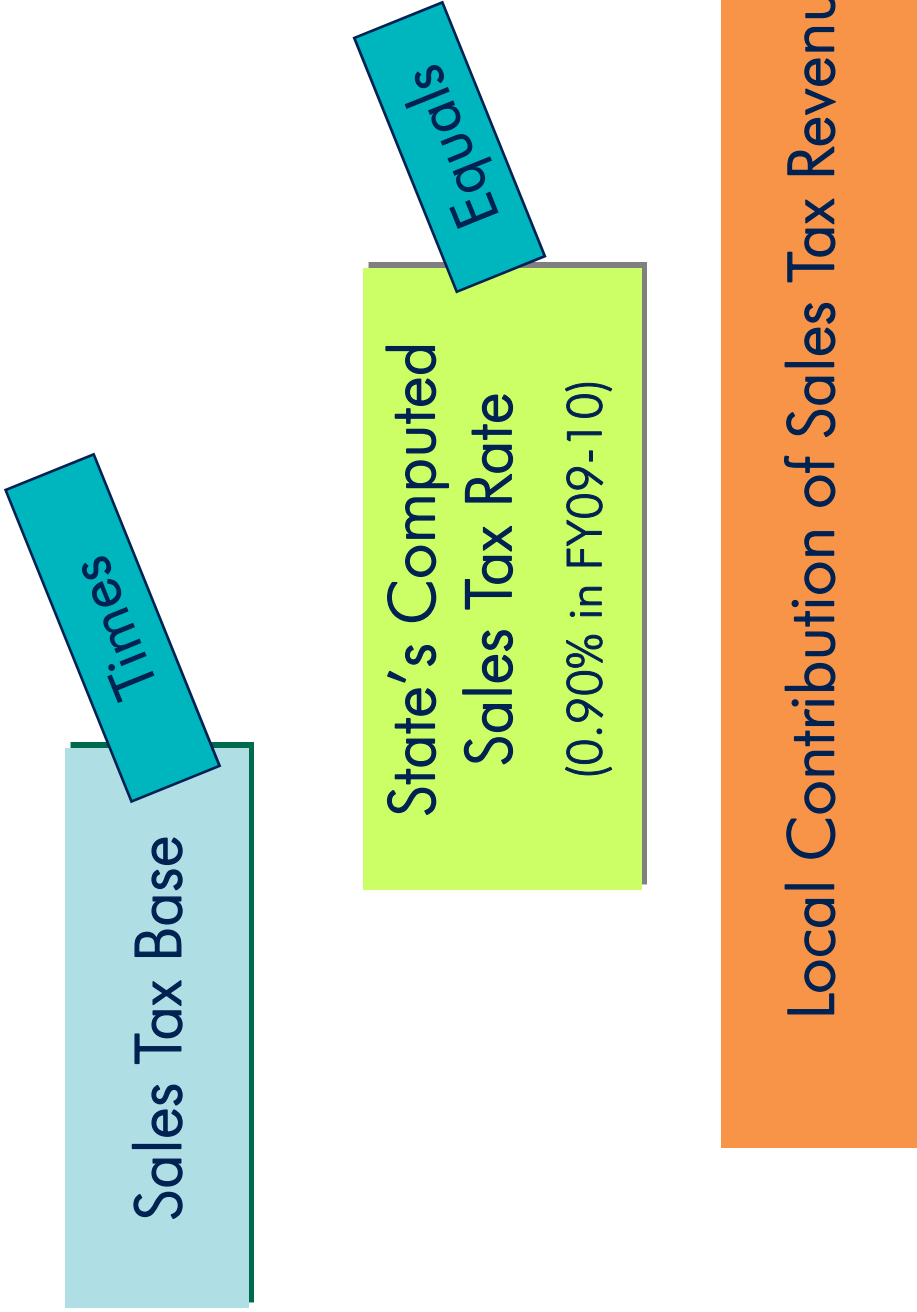 Sales Tax Base
Times
State's Computed
Sales Tax Rate
(0.90% in FY09-10)
Equals
Local Contribution of Sales Tax Revenu